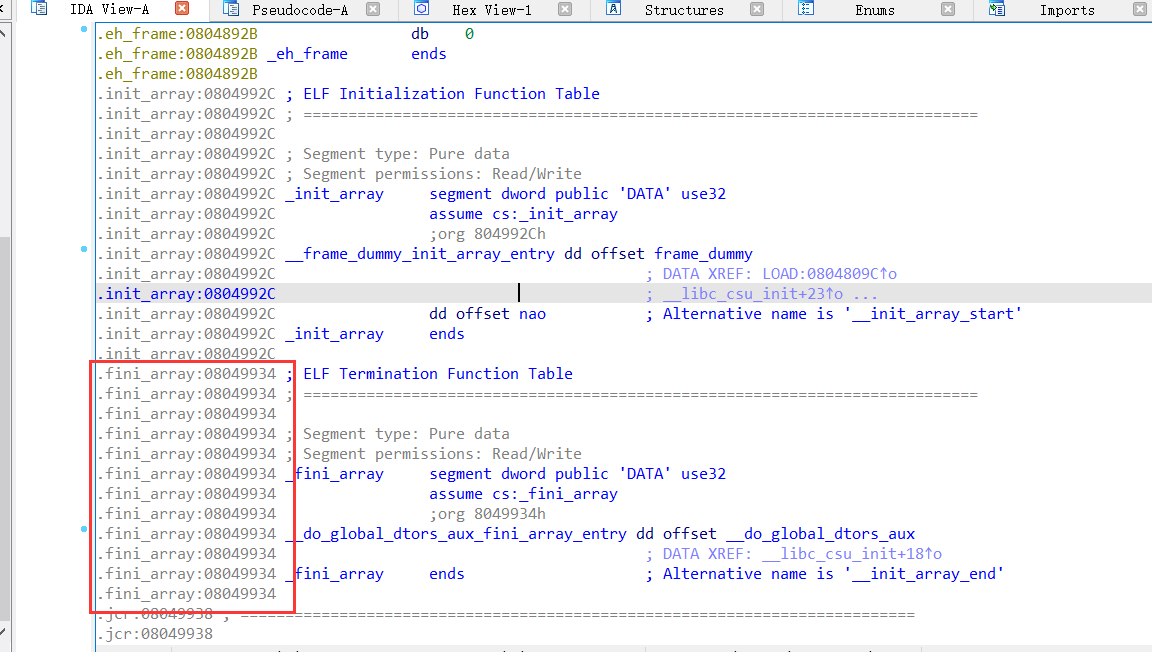 IDA View-A Pseudocode-A Hex View-1 Structures Enums Imports
.eh_frame:0804892B db 0
.eh_frame:0804892B _eh_frame ends
.eh_frame:0804892B
.init_array:0804992C ; ELF Initialization Function Table
.init_array:0804992C ; ===========================================================================
.init_array:0804992C
.init_array:0804992C ; Segment type: Pure data
.init_array:0804992C ; Segment permissions: Read/Write
.init_array:0804992C _init_array segment dword public 'DATA' use32
.init_array:0804992C assume cs:_init_array
.init_array:0804992C ;org 804992Ch
.init_array:0804992C __frame_dummy_init_array_entry dd offset frame_dummy
.init_array:0804992C ; DATA XREF: LOAD:0804809C↑o
.init_array:0804992C ; __libc_csu_init+23↑o ...
.init_array:0804992C dd offset nao ; Alternative name is '__init_array_start'
.init_array:0804992C _init_array ends
.init_array:0804992C
.fini_array:08049934 ; ELF Termination Function Table
.fini_array:08049934 ; ===========================================================================
.fini_array:08049934
.fini_array:08049934 ; Segment type: Pure data
.fini_array:08049934 ; Segment permissions: Read/Write
.fini_array:08049934 _fini_array segment dword public 'DATA' use32
.fini_array:08049934 assume cs:_fini_array
.fini_array:08049934 ;org 8049934h
.fini_array:08049934 __do_global_dtors_aux_fini_array_entry dd offset __do_global_dtors_aux
.fini_array:08049934 ; DATA XREF: __libc_csu_init+18↑o
.fini_array:08049934 _fini_array ends ; Alternative name is '__init_array_end'
.fini_array:08049934
.jcr:08049938 ; ===========================================================================
.jcr:08049938